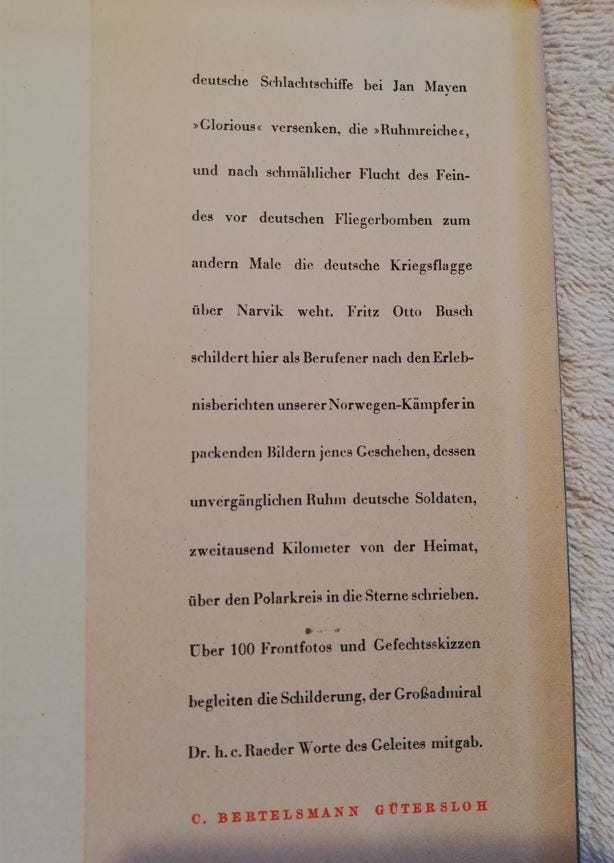 deutsche Schlachtschiffe bei Jan Mayen
»Glorious« versenken, die »Ruhmreiche«,
und nach schmählicher Flucht des Fein-
des vor deutschen Fliegerbomben zum
andern Male die deutsche Kriegsflagge
über Narvik weht. Fritz Otto Busch
schildert hier als Berufener nach den Erleb-
nisberichten unserer Norwegen-Kämpfer in
packenden Bildern jenes Geschehen, dessen
unvergänglichen Ruhm deutsche Soldaten,
zweitausend Kilometer von der Heimat,
über den Polarkreis in die Sterne schrieben.
Über 100 Frontfotos und Gefechtsskizzen
begleiten die Schilderung, der Großadmiral
Dr. h. c. Raeder Worte des Geleites mitgab.
C. BERTELSMANN GÜTERSLOH